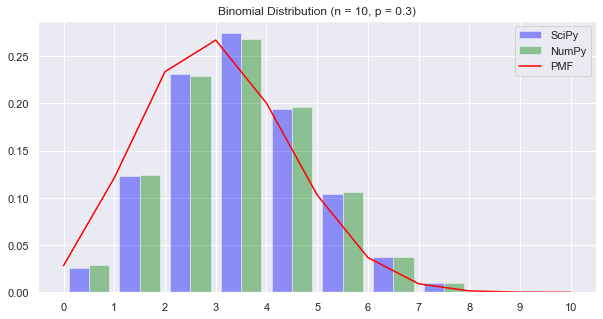 Binomial Distribution (n = 10, p = 0.3)
SciPy
NumPy
PMF
0.25
0.20
0.15
0.10
0.05
0.00
0 1 2 3 4 5 6 7 8 9 10